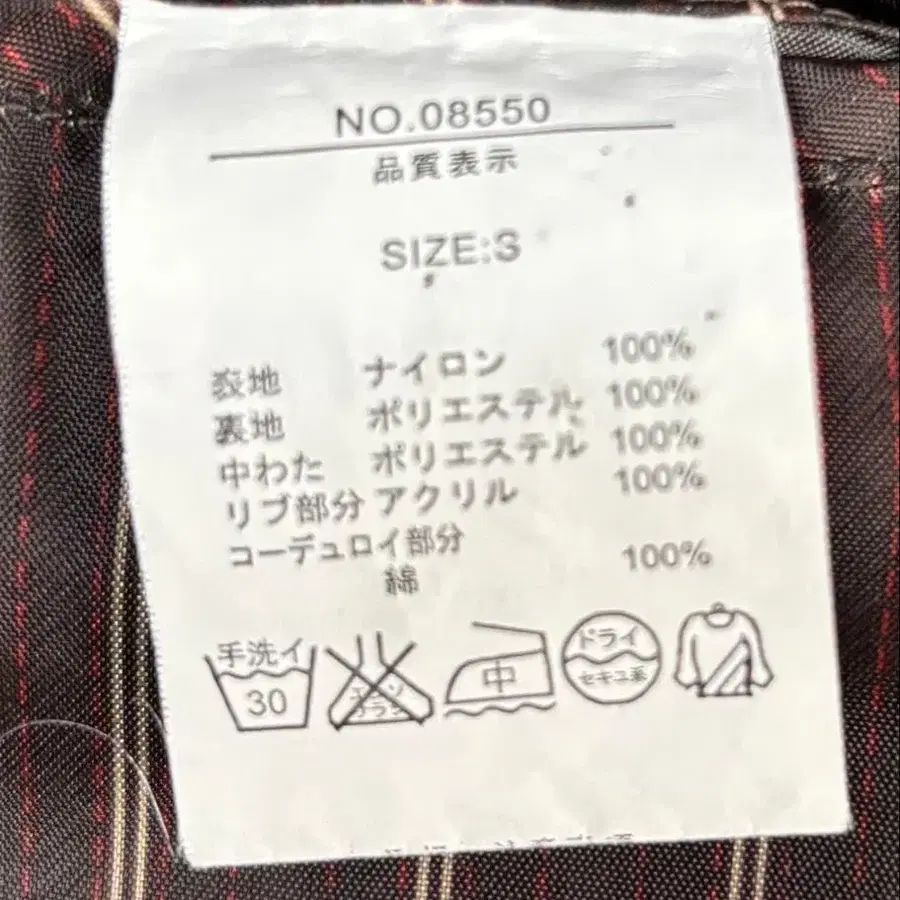 NO.08550
品質表示
SIZE:S
表地 ナイロン 100%
裏地 ポリエステル 100%
中わた ポリエステル 100%
リブ部分 アクリル 100%
コーデュロイ部分
綿 100%
手洗イ
30
中
ドライ
セキユ系